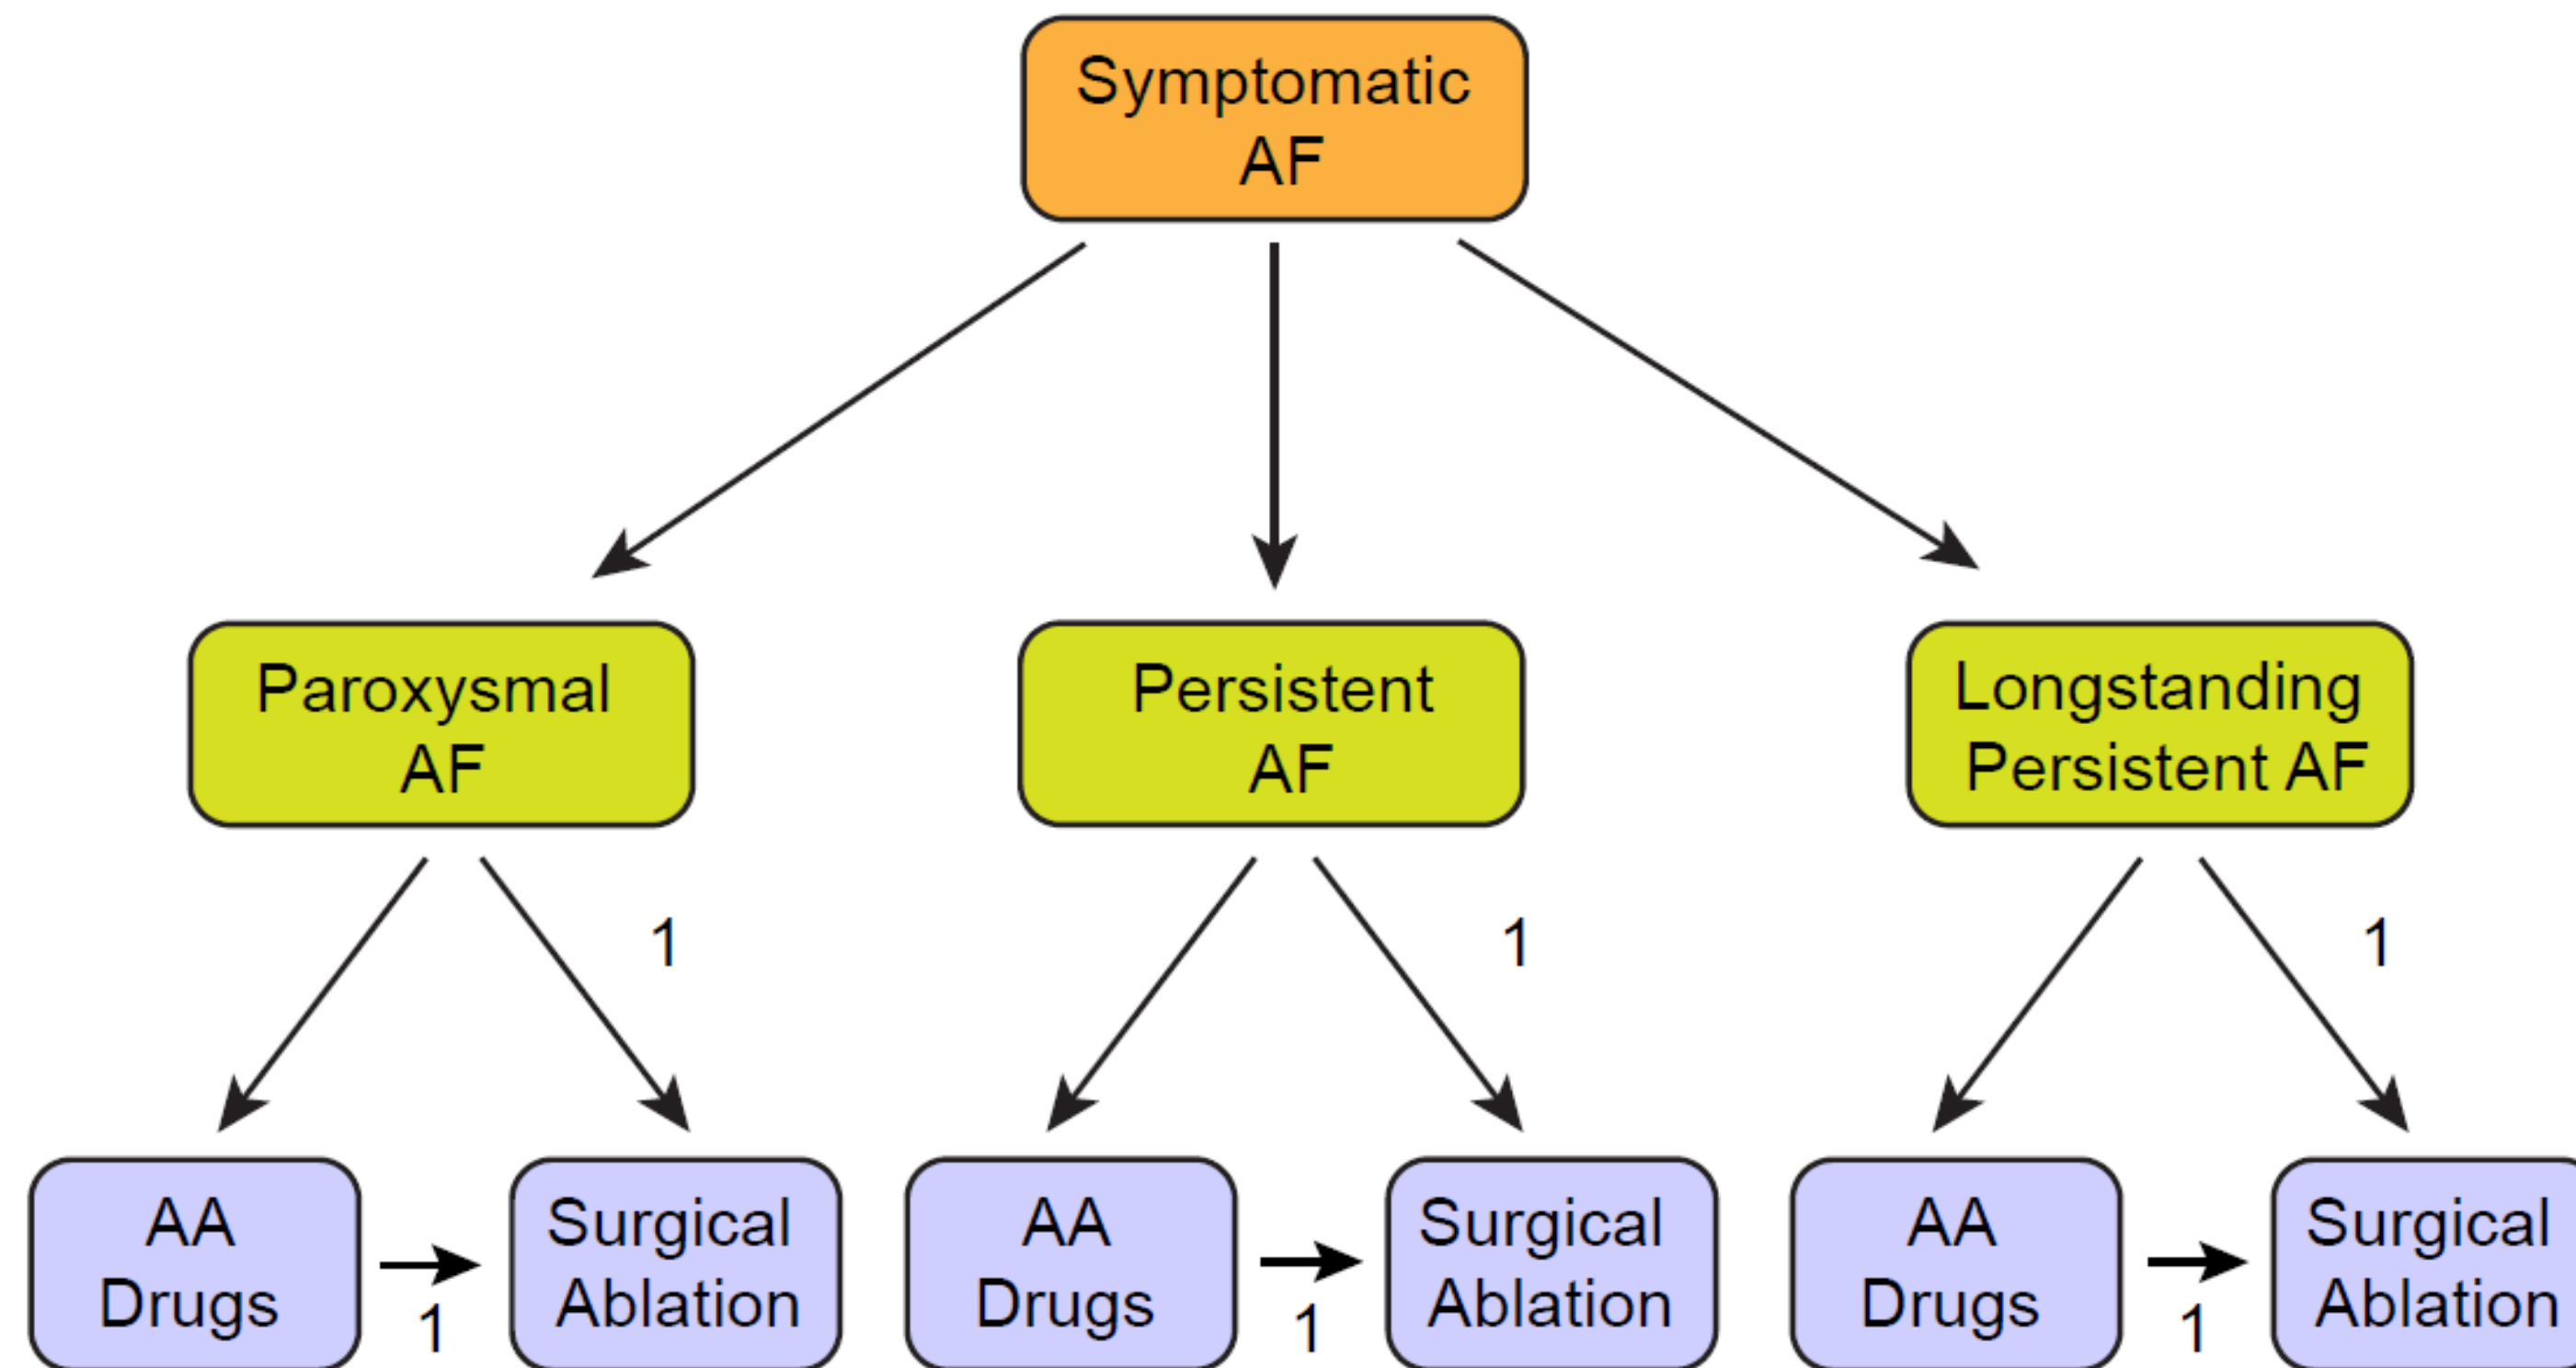 Symptomatic
AF
Paroxysmal
AF
Persistent
AF
Longstanding
Persistent AF
1
1
1
AA
Drugs
1
Surgical
Ablation
AA
Drugs
1
Surgical
Ablation
AA
Drugs
1
Surgical
Ablation